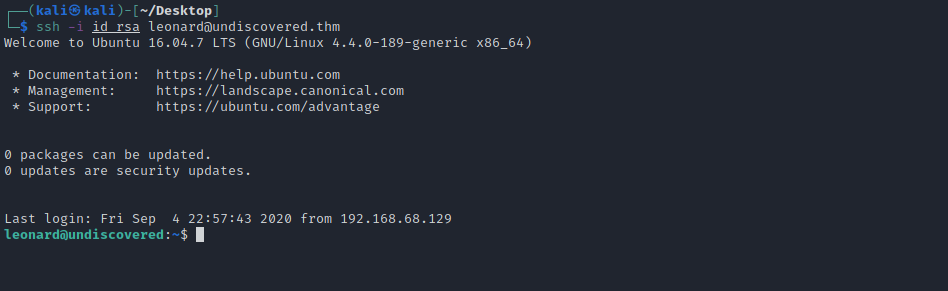 ┌──(kali㉿kali)-[~/Desktop]
└─$ ssh -i id_rsa leonard@undiscovered.thm
Welcome to Ubuntu 16.04.7 LTS (GNU/Linux 4.4.0-189-generic x86_64)

 * Documentation:  https://help.ubuntu.com
 * Management:     https://landscape.canonical.com
 * Support:        https://ubuntu.com/advantage


0 packages can be updated.
0 updates are security updates.


Last login: Fri Sep  4 22:57:43 2020 from 192.168.68.129
leonard@undiscovered:~$